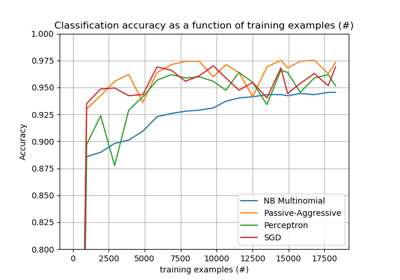 Classification accuracy as a function of training examples (#)
1.000
0.975
0.950
0.925
0.900
0.875
0.850
0.825
0.800
Accuracy
NB Multinomial
Passive-Aggressive
Perceptron
SGD
0 2500 5000 7500 10000 12500 15000 17500
training examples (#)